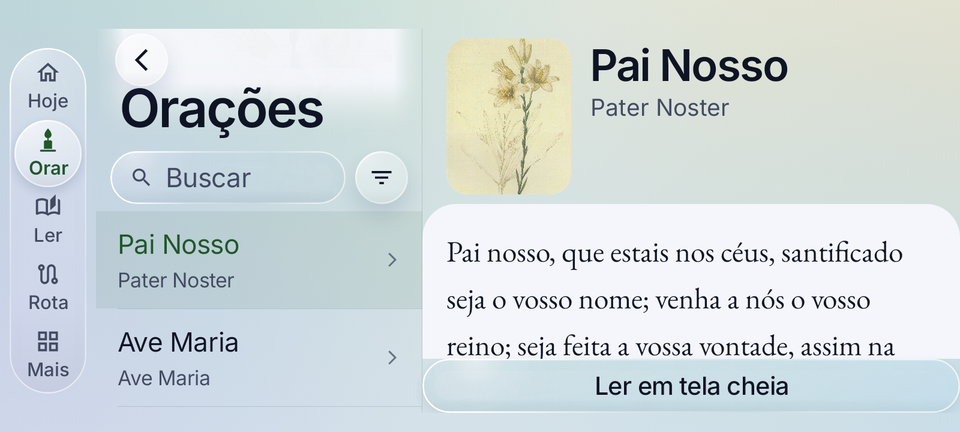 Hoje
Orar
Ler
Rota
Mais
Orações
Buscar
Pai Nosso
Pater Noster
Ave Maria
Ave Maria
Pai Nosso
Pater Noster
Pai nosso, que estais nos céus, santificado
seja o vosso nome; venha a nós o vosso
reino; seja feita a vossa vontade, assim na
Ler em tela cheia